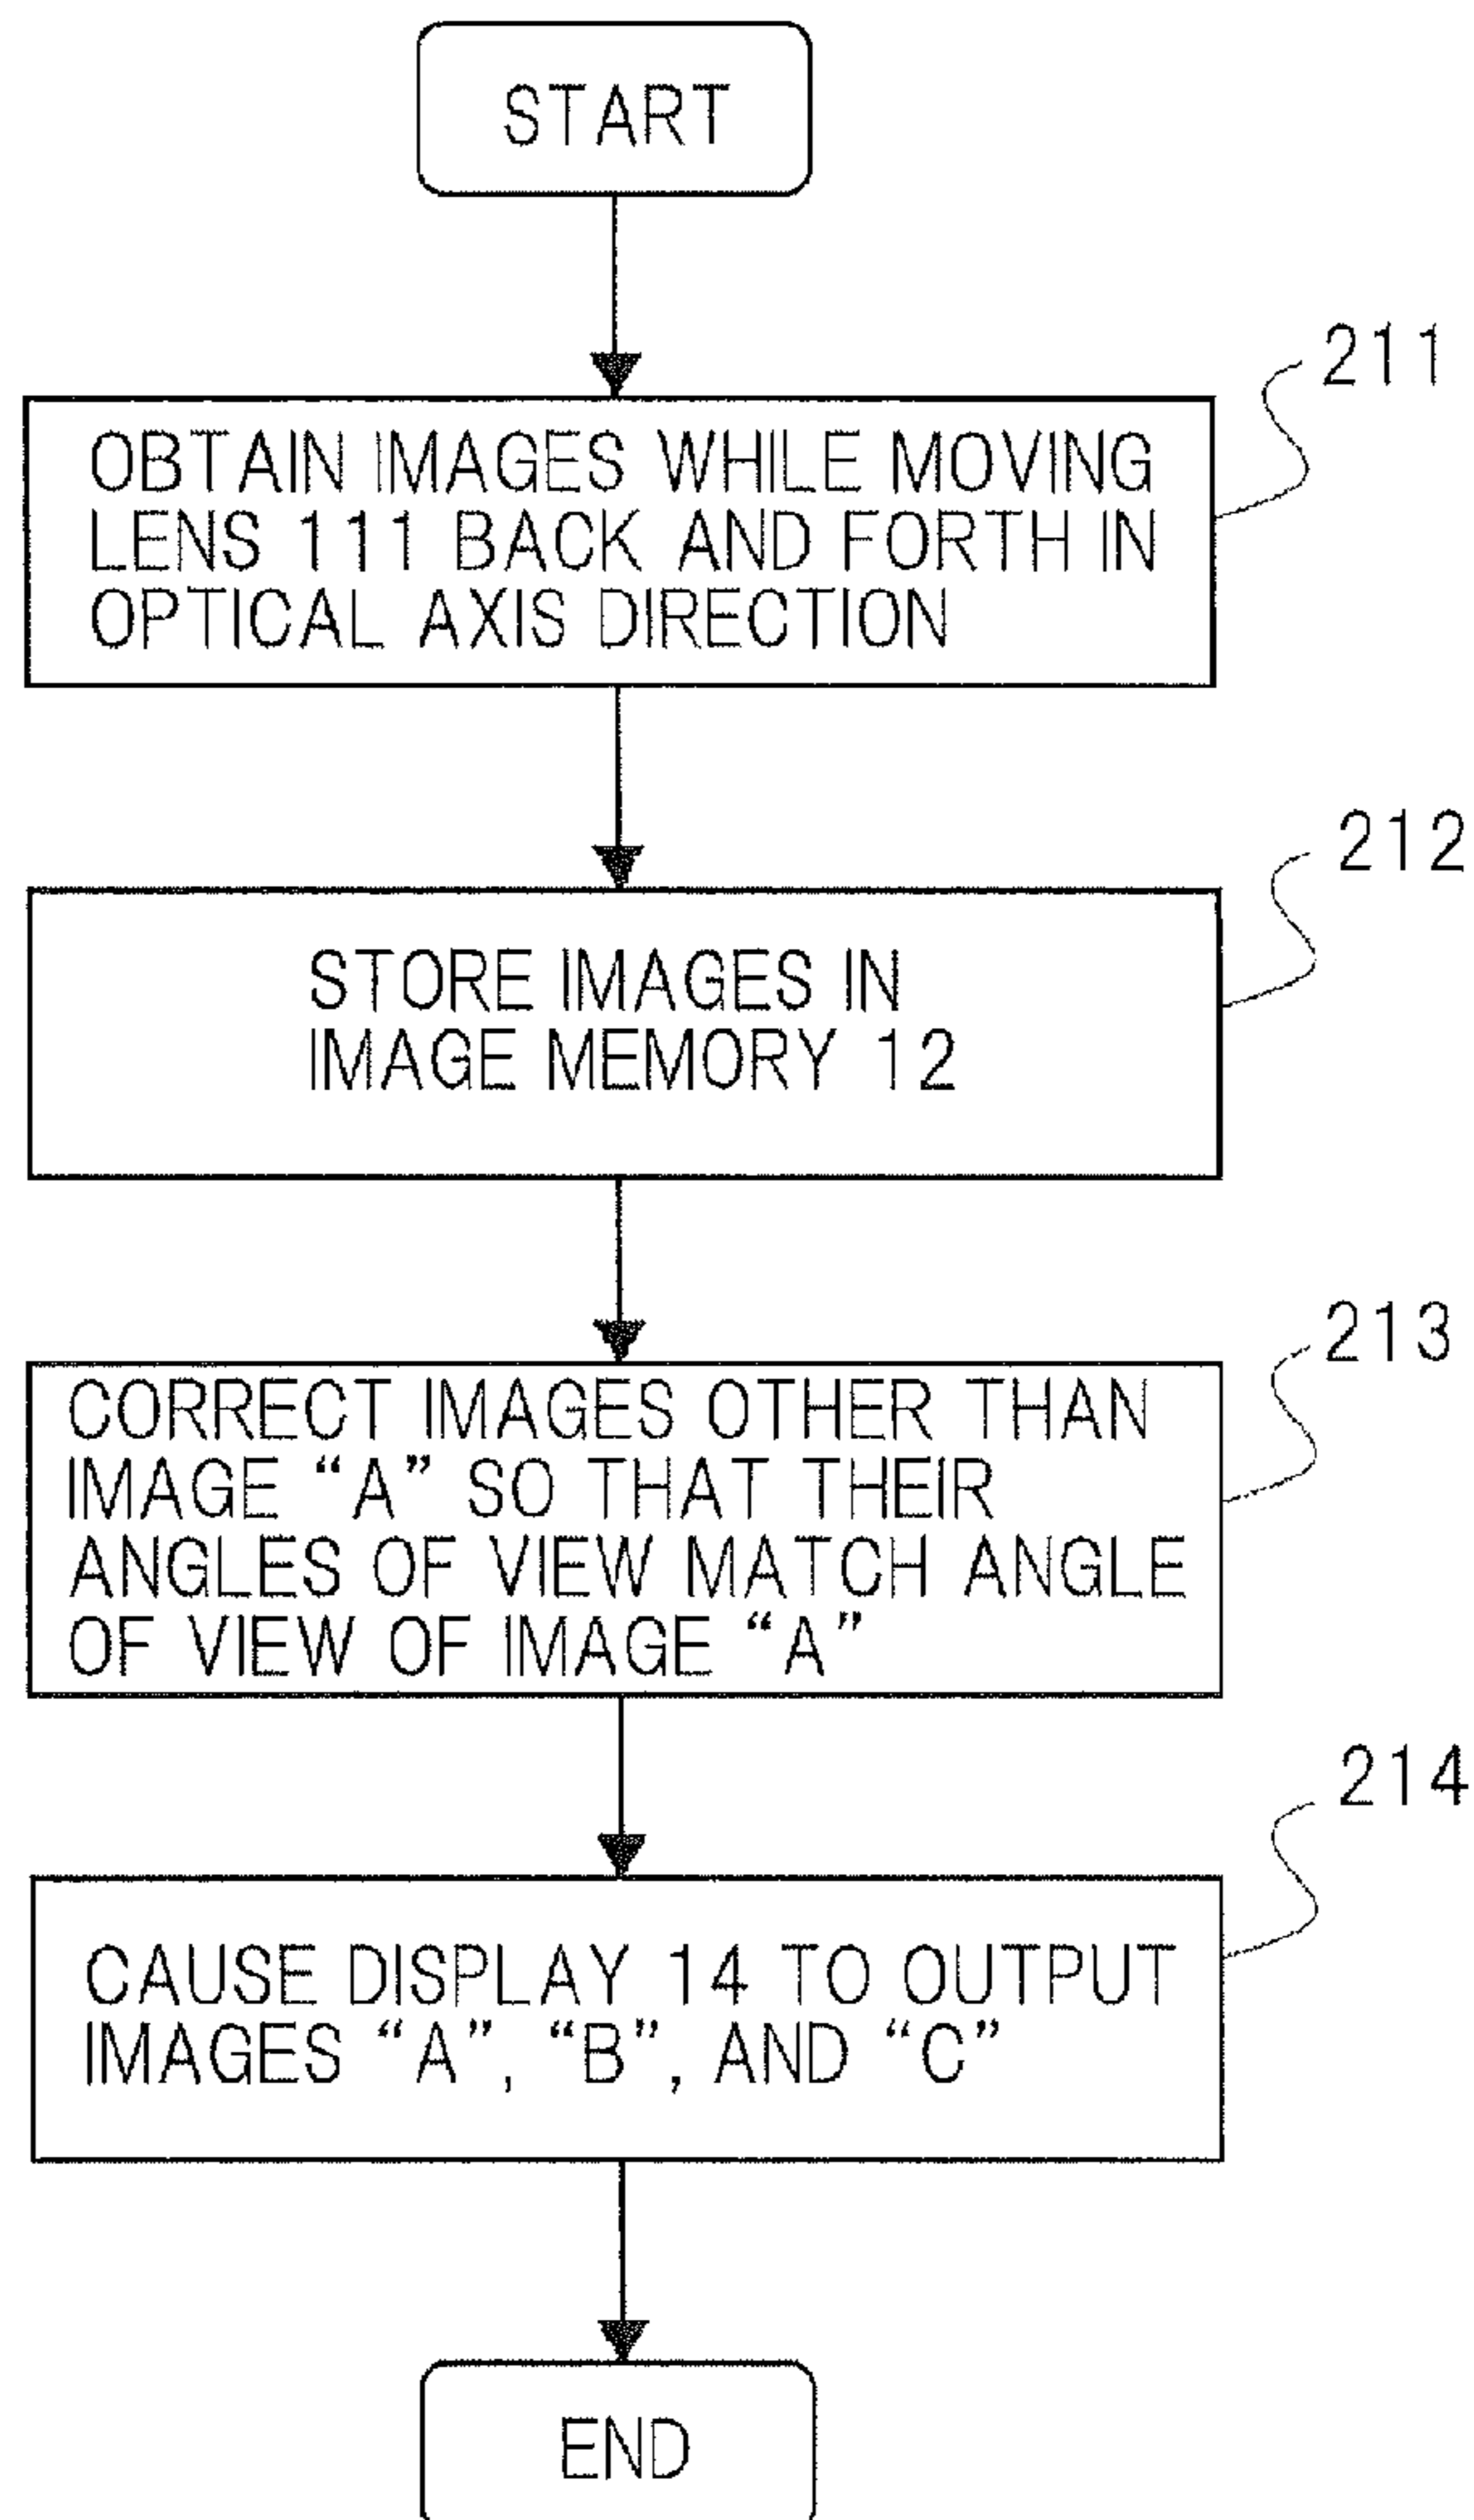 START
211
OBTAIN IMAGES WHILE MOVING
LENS 111 BACK AND FORTH IN
OPTICAL AXIS DIRECTION
212
STORE IMAGES IN
IMAGE MEMORY 12
213
CORRECT IMAGES OTHER THAN
IMAGE “A” SO THAT THEIR
ANGLES OF VIEW MATCH ANGLE
OF VIEW OF IMAGE “A”
214
CAUSE DISPLAY 14 TO OUTPUT
IMAGES “A”, “B”, AND “C”
END